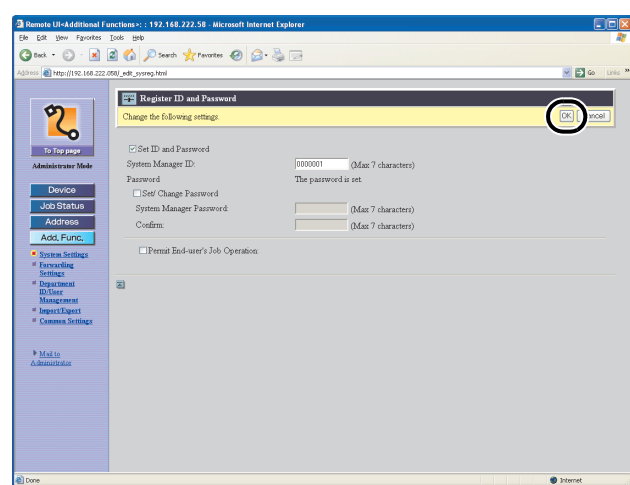 Remote UI<Additional Functions>: : 192.168.222.58 - Microsoft Internet Explorer
File Edit View Favorites Tools Help
Back Search Favorites
Address http://192.168.222.058/_edit_sysreg.html Go Links »
Register ID and Password
Change the following settings.
OK
To Top page
Administrator Mode
Device
Job Status
Address
Add. Func.
System Settings
Forwarding
Settings
Department
ID/User
Management
Import/Export
Common Settings
Mail to
Administrator
Set ID and Password
System Manager ID: 0000001 (Max 7 characters)
Password The password is set.
Set/ Change Password
System Manager Password: (Max 7 characters)
Confirm: (Max 7 characters)
Permit End-user's Job Operation:
Done Internet